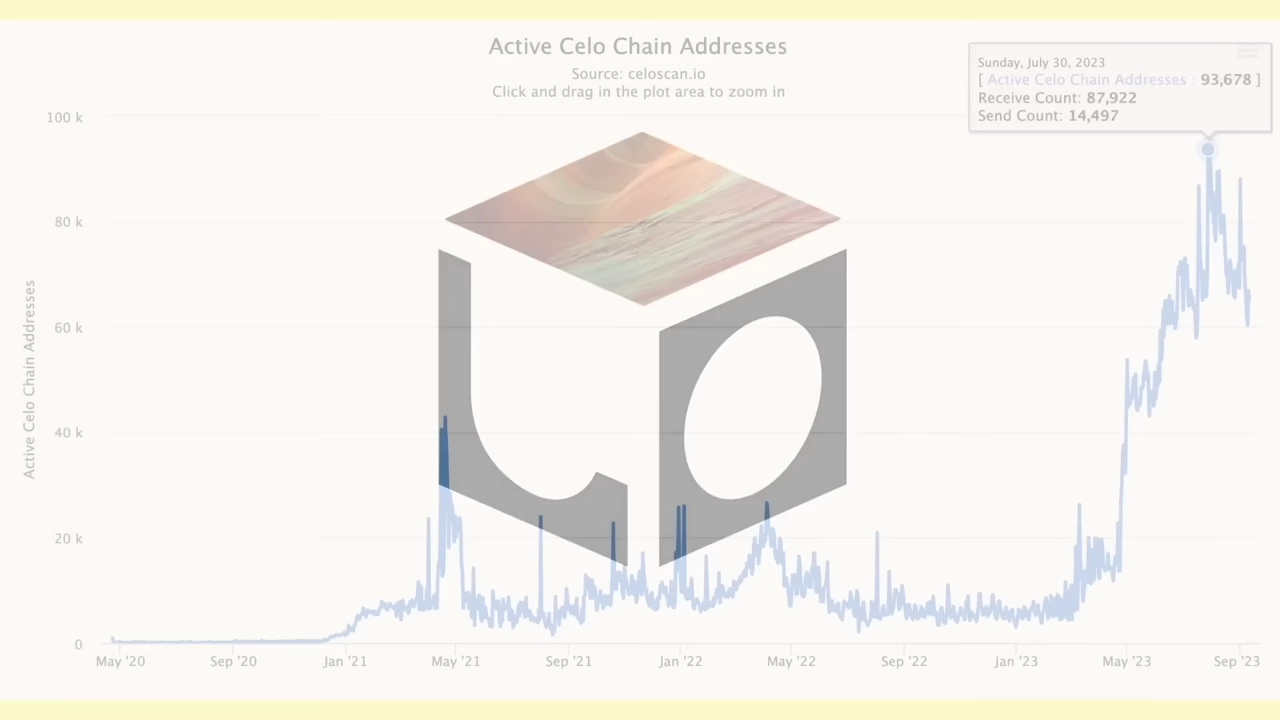 Active Celo Chain Addresses
Source: celoscan.io
Click and drag in the plot area to zoom in
Sunday, July 30, 2023
[ Active Celo Chain Addresses : 93,678 ]
Receive Count: 87,922
Send Count: 14,497
Active Celo Chain Addresses
100 k
80 k
60 k
40 k
20 k
0
May '20
Sep '20
Jan '21
May '21
Sep '21
Jan '22
May '22
Sep '22
Jan '23
May '23
Sep '23